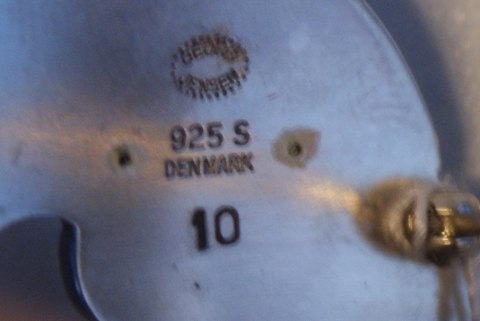 GEORG
JENSEN
925 S
DENMARK
10